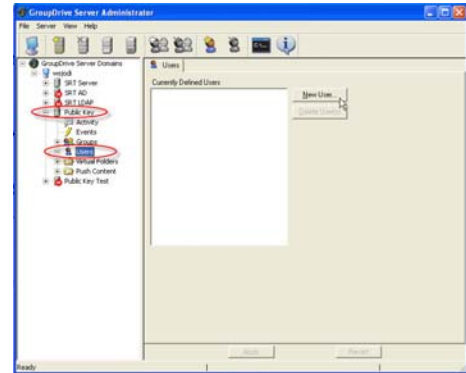 GroupDrive Server Administrator
File Server View Help
GroupDrive Server Domains
Users
wsjodi
Currently Defined Users
SRT Server
New User...
SRT AD
SRT LDAP
Delete User(s)
Public Key
Activity
Events
Groups
Users
Virtual Folders
Push Content
Public Key Test
Apply
Revert
Ready